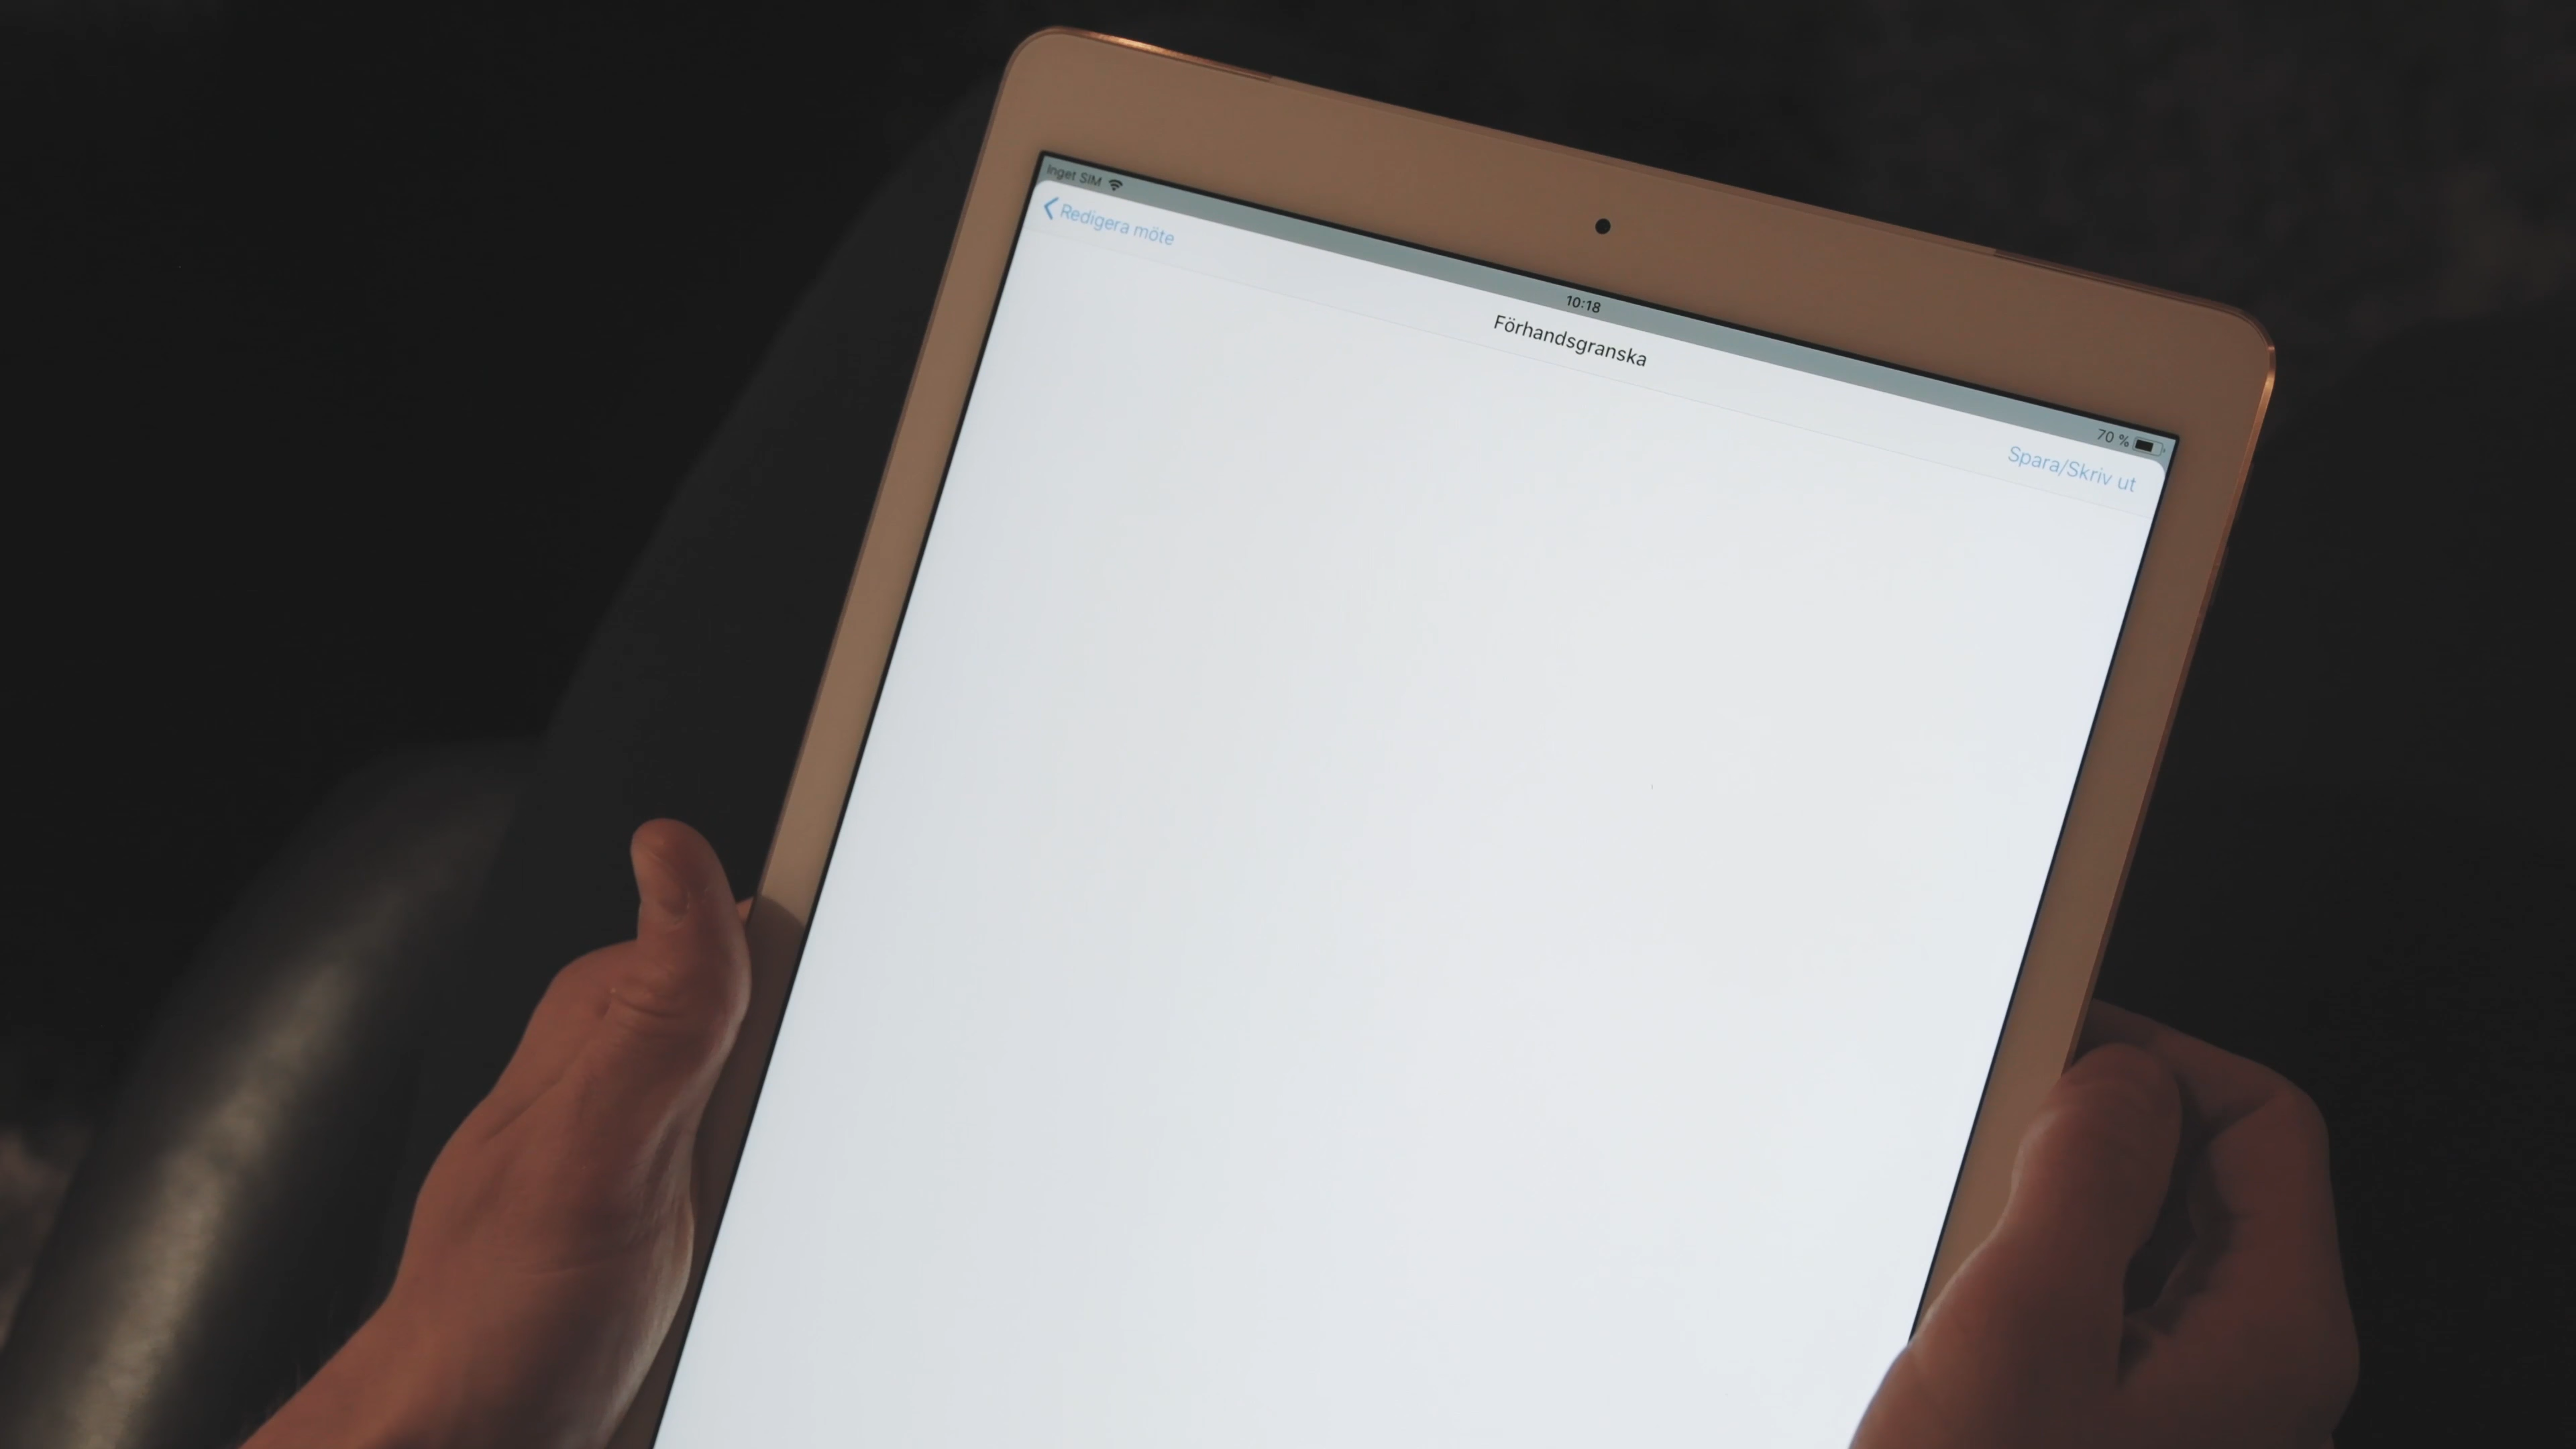 Inget SIM
10:18
70 %
Redigera möte
Förhandsgranska
Spara/Skriv ut